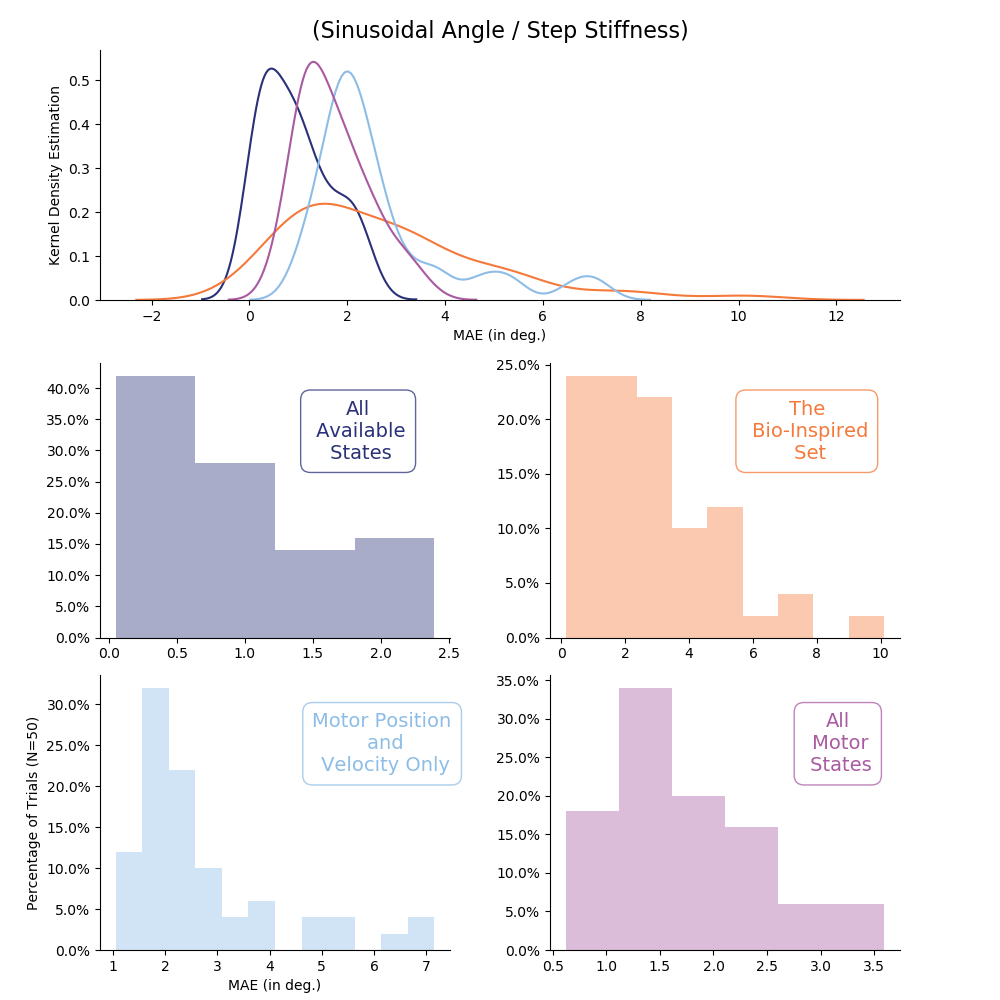 (Sinusoidal Angle / Step Stiffness)
Kernel Density Estimation
0.5
0.4
0.3
0.2
0.1
0.0
−2 0 2 4 6 8 10 12
MAE (in deg.)
40.0%
35.0%
30.0%
25.0%
20.0%
15.0%
10.0%
5.0%
0.0%
All
Available
States
0.0 0.5 1.0 1.5 2.0 2.5
25.0%
20.0%
15.0%
10.0%
5.0%
0.0%
The
Bio-Inspired
Set
0 2 4 6 8 10
Percentage of Trials (N=50)
30.0%
25.0%
20.0%
15.0%
10.0%
5.0%
0.0%
Motor Position
and
Velocity Only
1 2 3 4 5 6 7
MAE (in deg.)
35.0%
30.0%
25.0%
20.0%
15.0%
10.0%
5.0%
0.0%
All
Motor
States
0.5 1.0 1.5 2.0 2.5 3.0 3.5